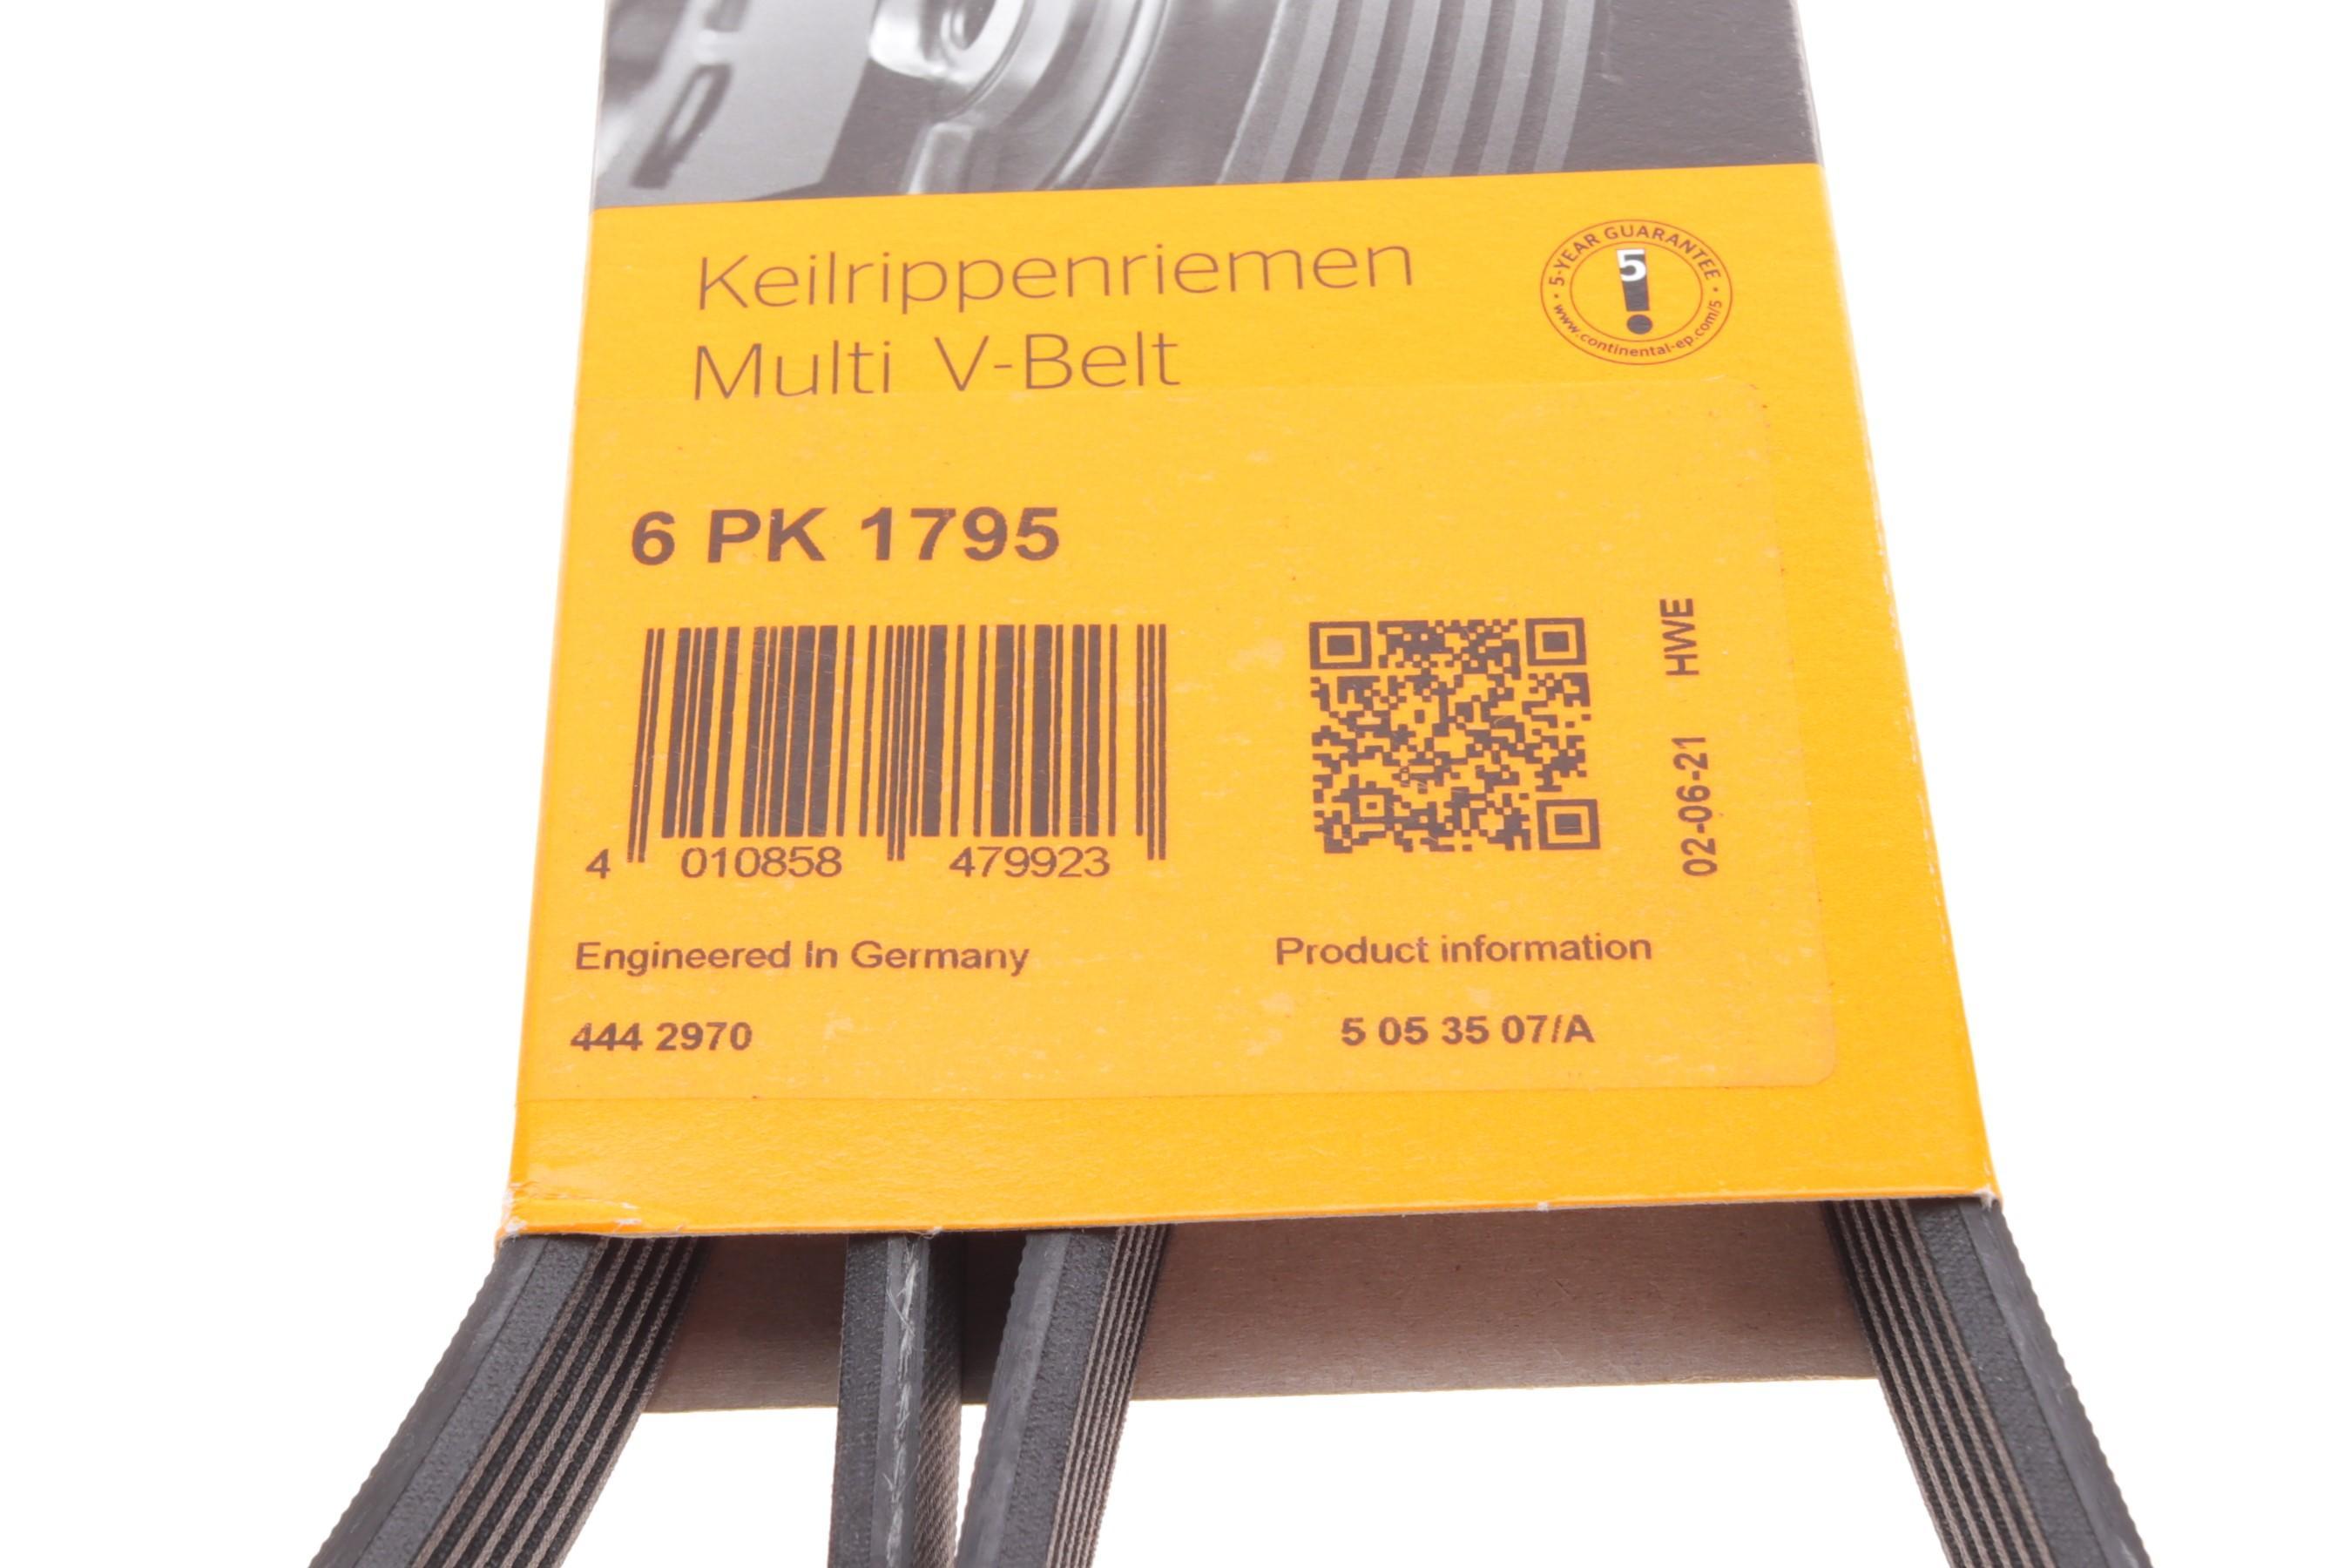 Keilrippenriemen
Multi V-Belt
· 5-YEAR GUARANTEE ·
5
www.continental-ep.com/5
6 PK 1795
4 010858 479923
02-06-21 HWE
Engineered In Germany
Product information
444 2970
5 05 35 07/A